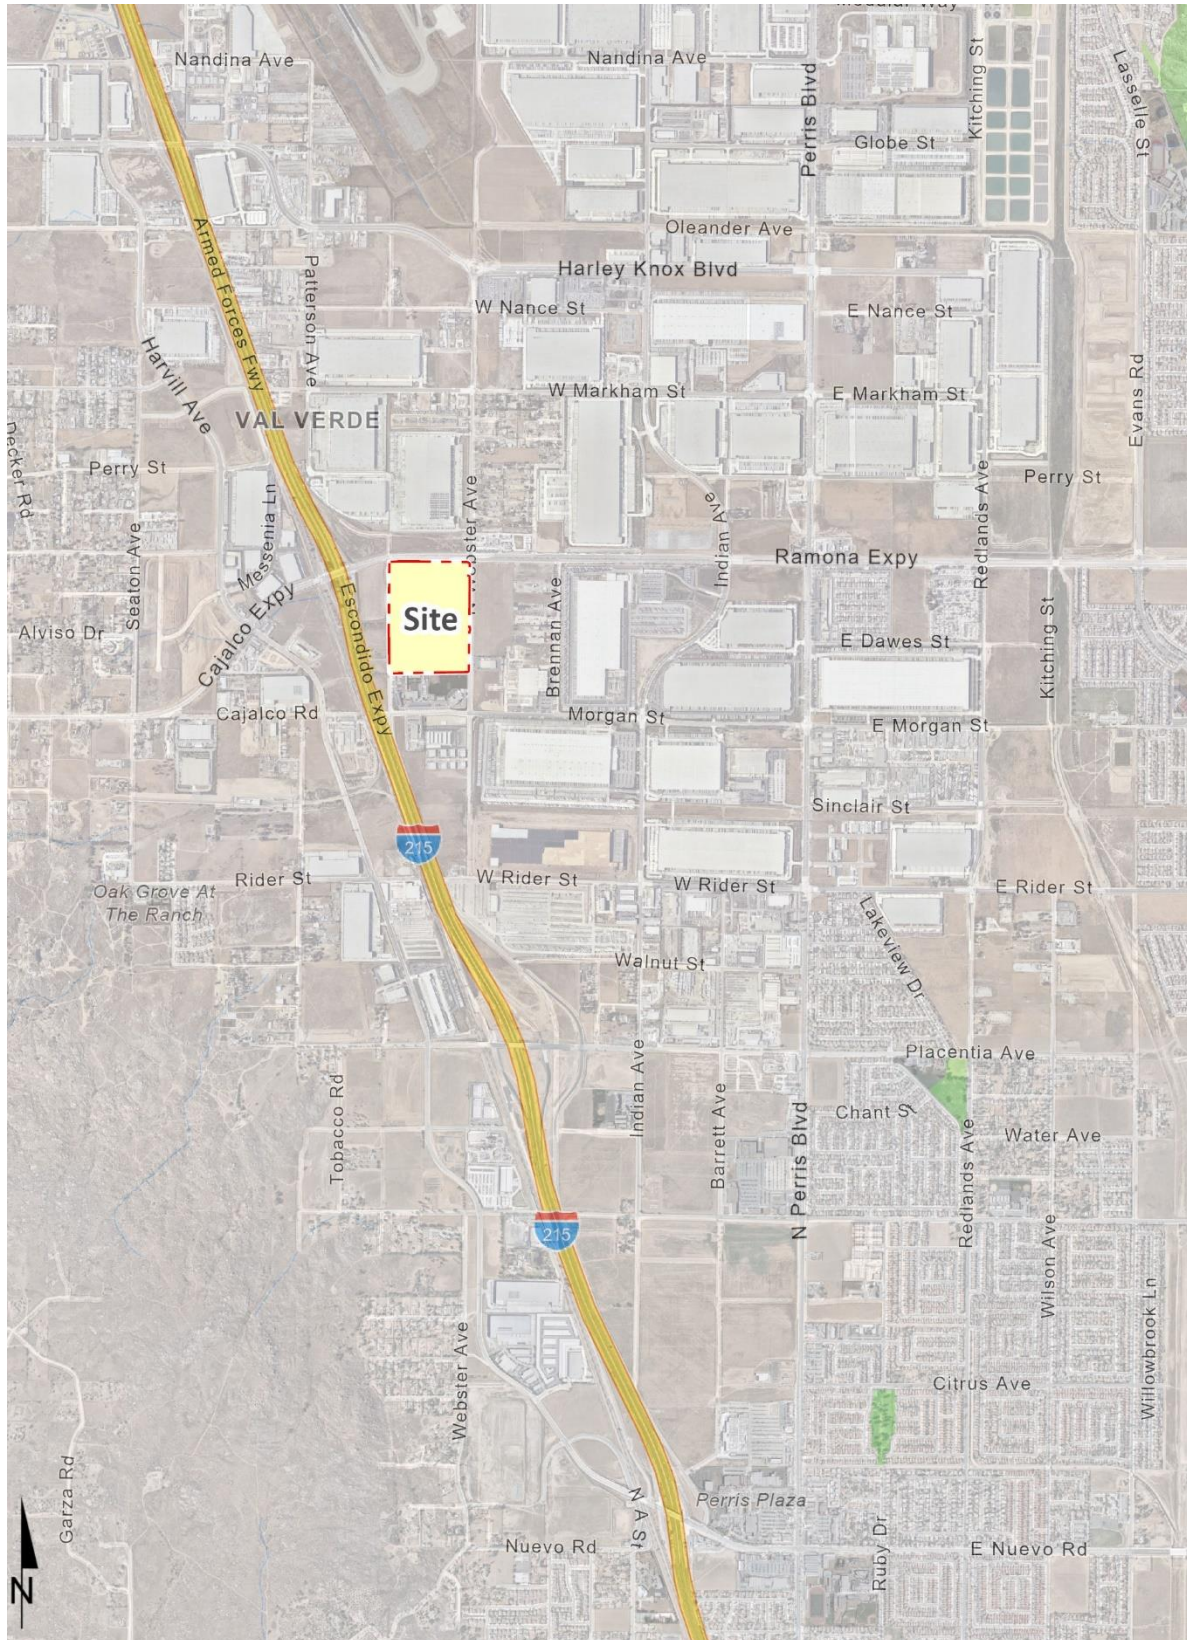 Modular Way
Nandina Ave
Nandina Ave
Perris Blvd
Kitching St
Lasselle St
Globe St
Oleander Ave
Armed Forces Fwy
Patterson Ave
Harley Knox Blvd
W Nance St
E Nance St
Harvill Ave
W Markham St
E Markham St
Evans Rd
VAL VERDE
Decker Rd
Perry St
Messenia Ln
N Webster Ave
Indian Ave
Redlands Ave
Perry St
Seaton Ave
Ramona Expy
Cajalco Expy
Escondido Expy
Site
Brennan Ave
Alviso Dr
E Dawes St
Kitching St
Cajalco Rd
Morgan St
E Morgan St
Sinclair St
215
Rider St
W Rider St
W Rider St
E Rider St
Oak Grove At
The Ranch
Lakeview Dr
Walnut St
Placentia Ave
Tobacco Rd
Indian Ave
Barrett Ave
N Perris Blvd
Chant St
Water Ave
Redlands Ave
215
Wilson Ave
Willowbrook Ln
Webster Ave
Citrus Ave
Garza Rd
N A St
Perris Plaza
Nuevo Rd
Ruby Dr
E Nuevo Rd
N